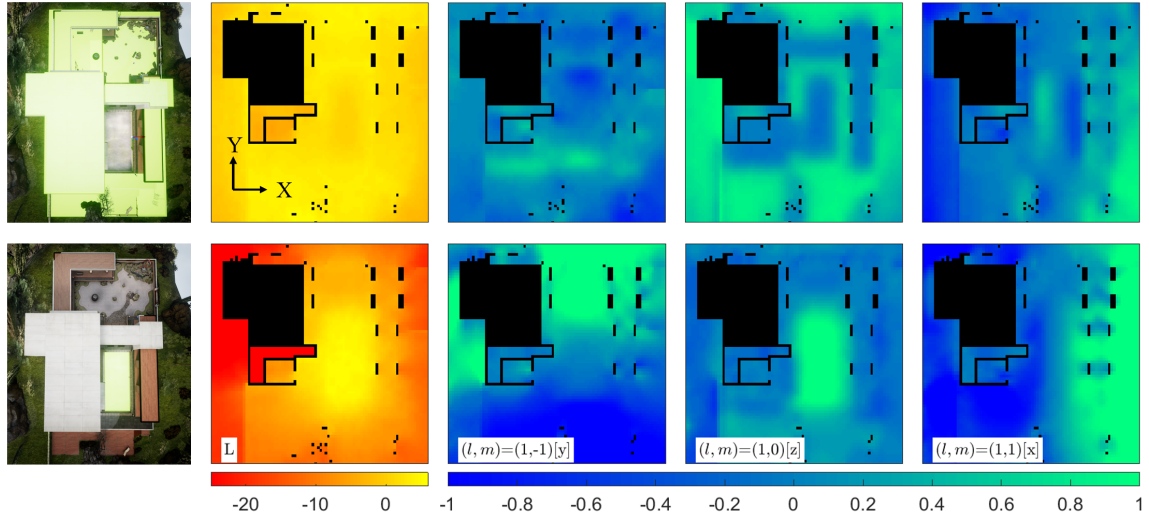 Y
X
L
(l, m)=(1,-1)[y]
(l, m)=(1,0)[z]
(l, m)=(1,1)[x]
-20 -10 0
-1 -0.8 -0.6 -0.4 -0.2 0 0.2 0.4 0.6 0.8 1